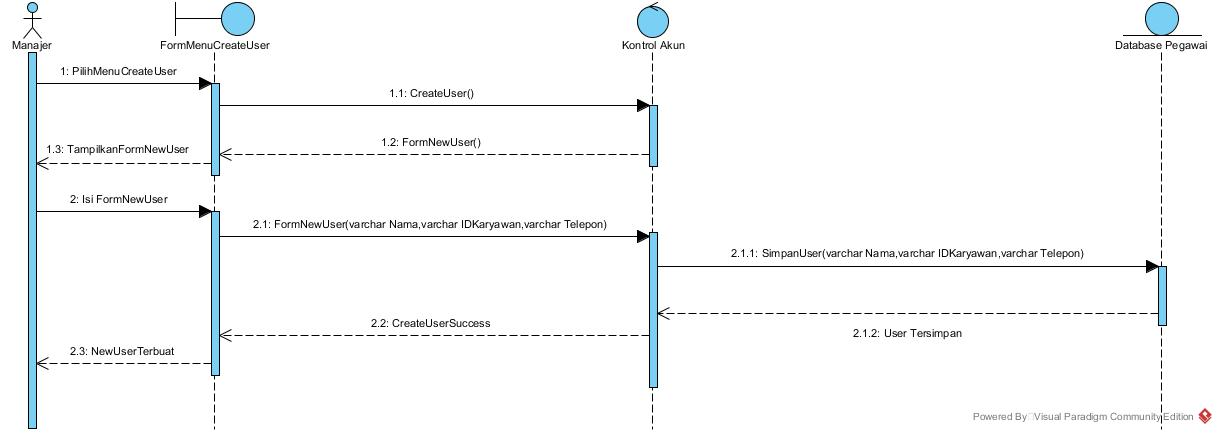 Manajer
FormMenuCreateUser
Kontrol Akun
Database Pegawai
1: PilihMenuCreateUser
1.1: CreateUser()
1.2: FormNewUser()
1.3: TampilkanFormNewUser
2: Isi FormNewUser
2.1: FormNewUser(varchar Nama,varchar IDKaryawan,varchar Telepon)
2.1.1: SimpanUser(varchar Nama,varchar IDKaryawan,varchar Telepon)
2.2: CreateUserSuccess
2.1.2: User Tersimpan
2.3: NewUserTerbuat
Powered By Visual Paradigm Community Edition